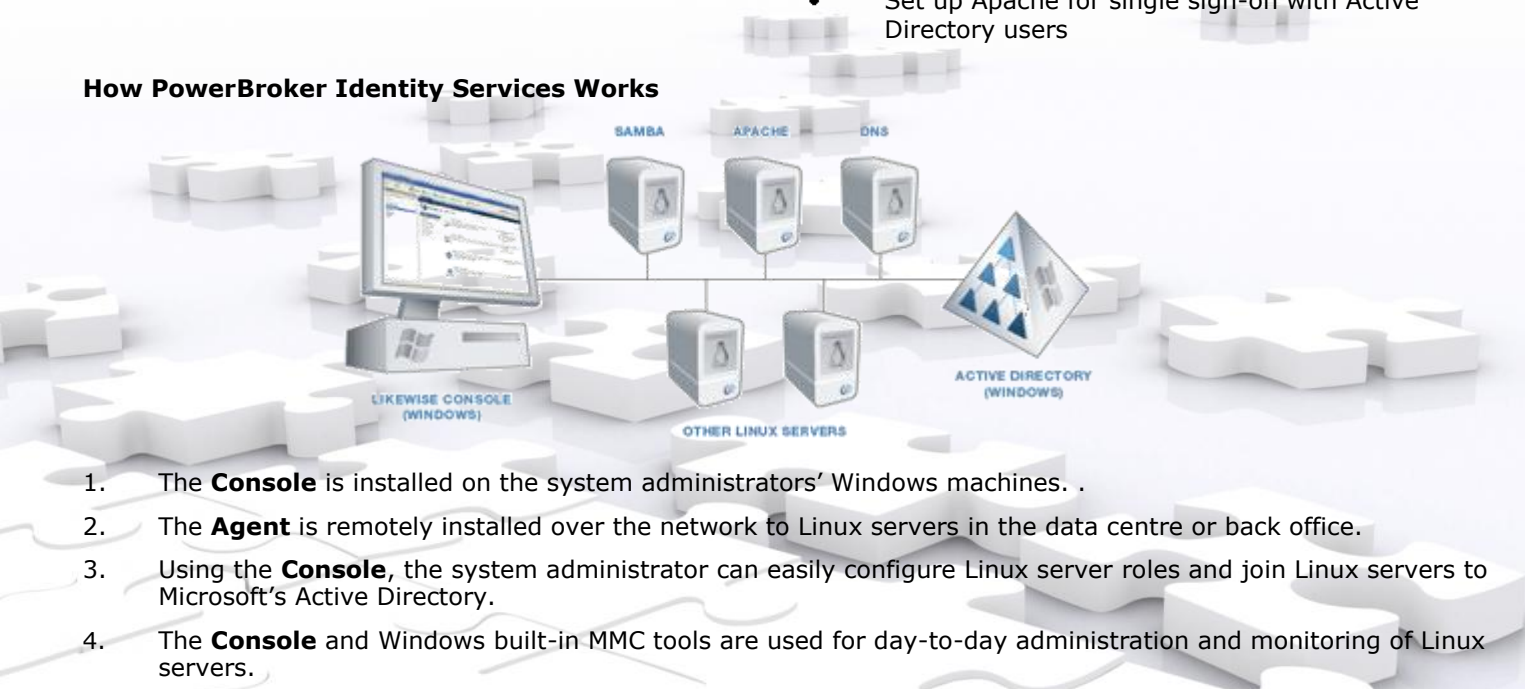 • Set up Apache for single sign-on with Active
Directory users
How PowerBroker Identity Services Works
SAMBA
APACHE
DNS
LIKEWISE CONSOLE
(WINDOWS)
ACTIVE DIRECTORY
(WINDOWS)
OTHER LINUX SERVERS
1. The Console is installed on the system administrators’ Windows machines. .
2. The Agent is remotely installed over the network to Linux servers in the data centre or back office.
3. Using the Console, the system administrator can easily configure Linux server roles and join Linux servers to
Microsoft’s Active Directory.
4. The Console and Windows built-in MMC tools are used for day-to-day administration and monitoring of Linux
servers.